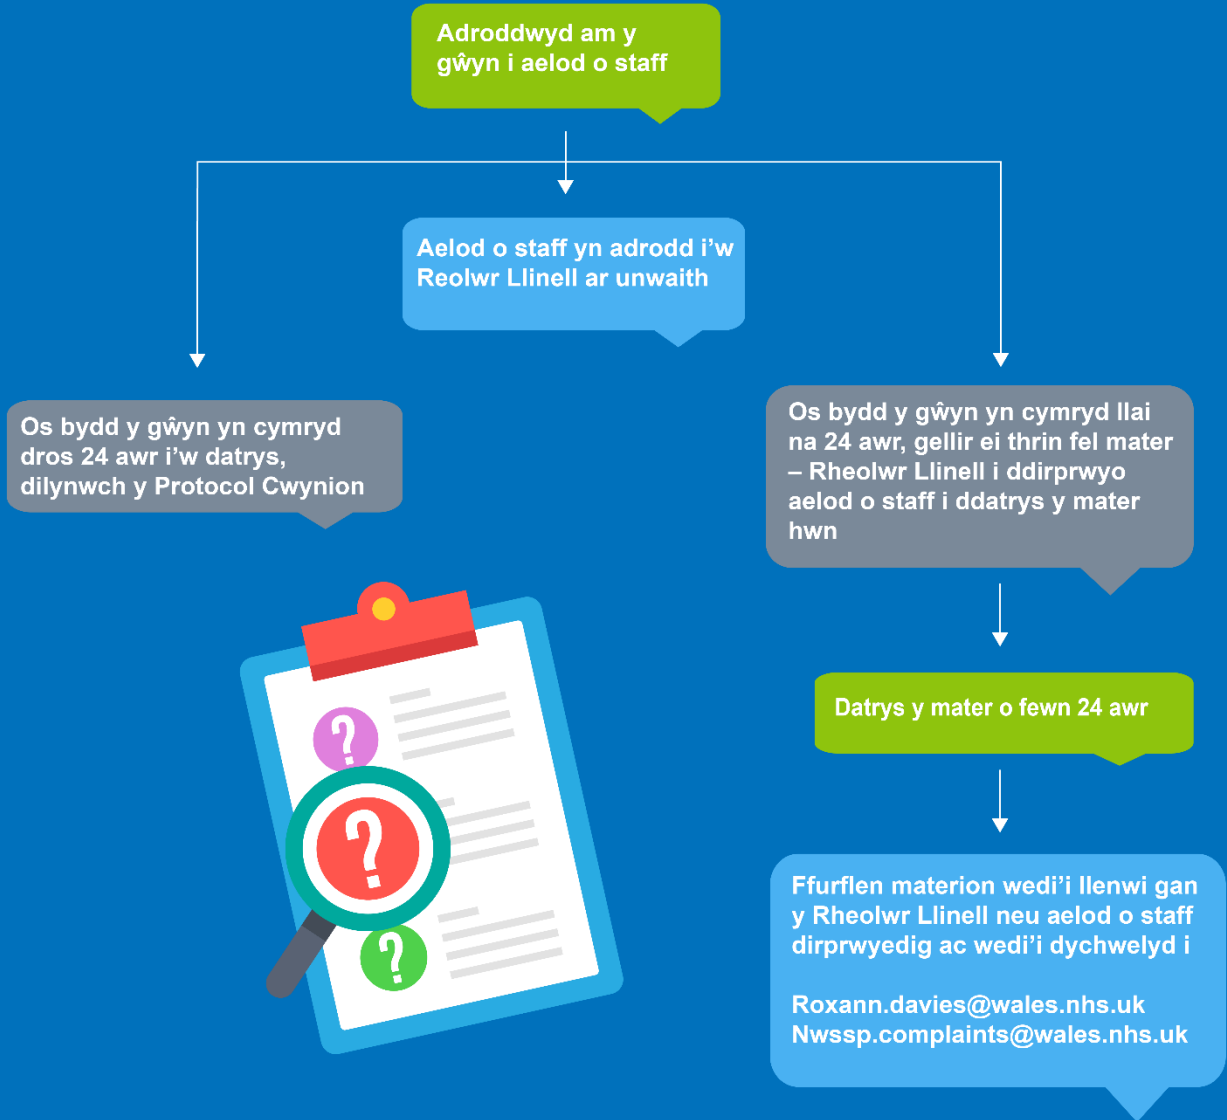 Adroddwyd am y
gŵyn i aelod o staff
Aelod o staff yn adrodd i’w
Reolwr Llinell ar unwaith
Os bydd y gŵyn yn cymryd
dros 24 awr i’w datrys,
dilynwch y Protocol Cwynion
Os bydd y gŵyn yn cymryd llai
na 24 awr, gellir ei thrin fel mater
– Rheolwr Llinell i ddirprwyo
aelod o staff i ddatrys y mater
hwn
Datrys y mater o fewn 24 awr
Ffurflen materion wedi’i llenwi gan
y Rheolwr Llinell neu aelod o staff
dirprwyedig ac wedi’i dychwelyd i
Roxann.davies@wales.nhs.uk
Nwssp.complaints@wales.nhs.uk
?
?
?